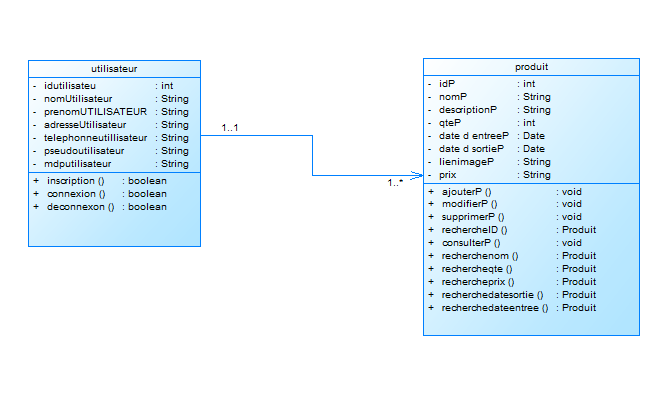 utilisateur
- idutilisateu : int
- nomUtilisateur : String
- prenomUTILISATEUR : String
- adresseUtilisateur : String
- telephonneutillisateur : String
- pseudoutilisateur : String
- mdputilisateur : String
+ inscription () : boolean
+ connexion () : boolean
+ deconnexon () : boolean
1..1
1..*
produit
- idP : int
- nomP : String
- descriptionP : String
- qteP : int
- date d entreeP : Date
- date d sortieP : Date
- lienimageP : String
- prix : String
+ ajouterP () : void
+ modifierP () : void
+ supprimerP () : void
+ rechercheID () : Produit
+ consulterP () : void
+ recherchenom () : Produit
+ rechercheqte () : Produit
+ rechercheprix () : Produit
+ recherchedatesortie () : Produit
+ recherchedateentree () : Produit